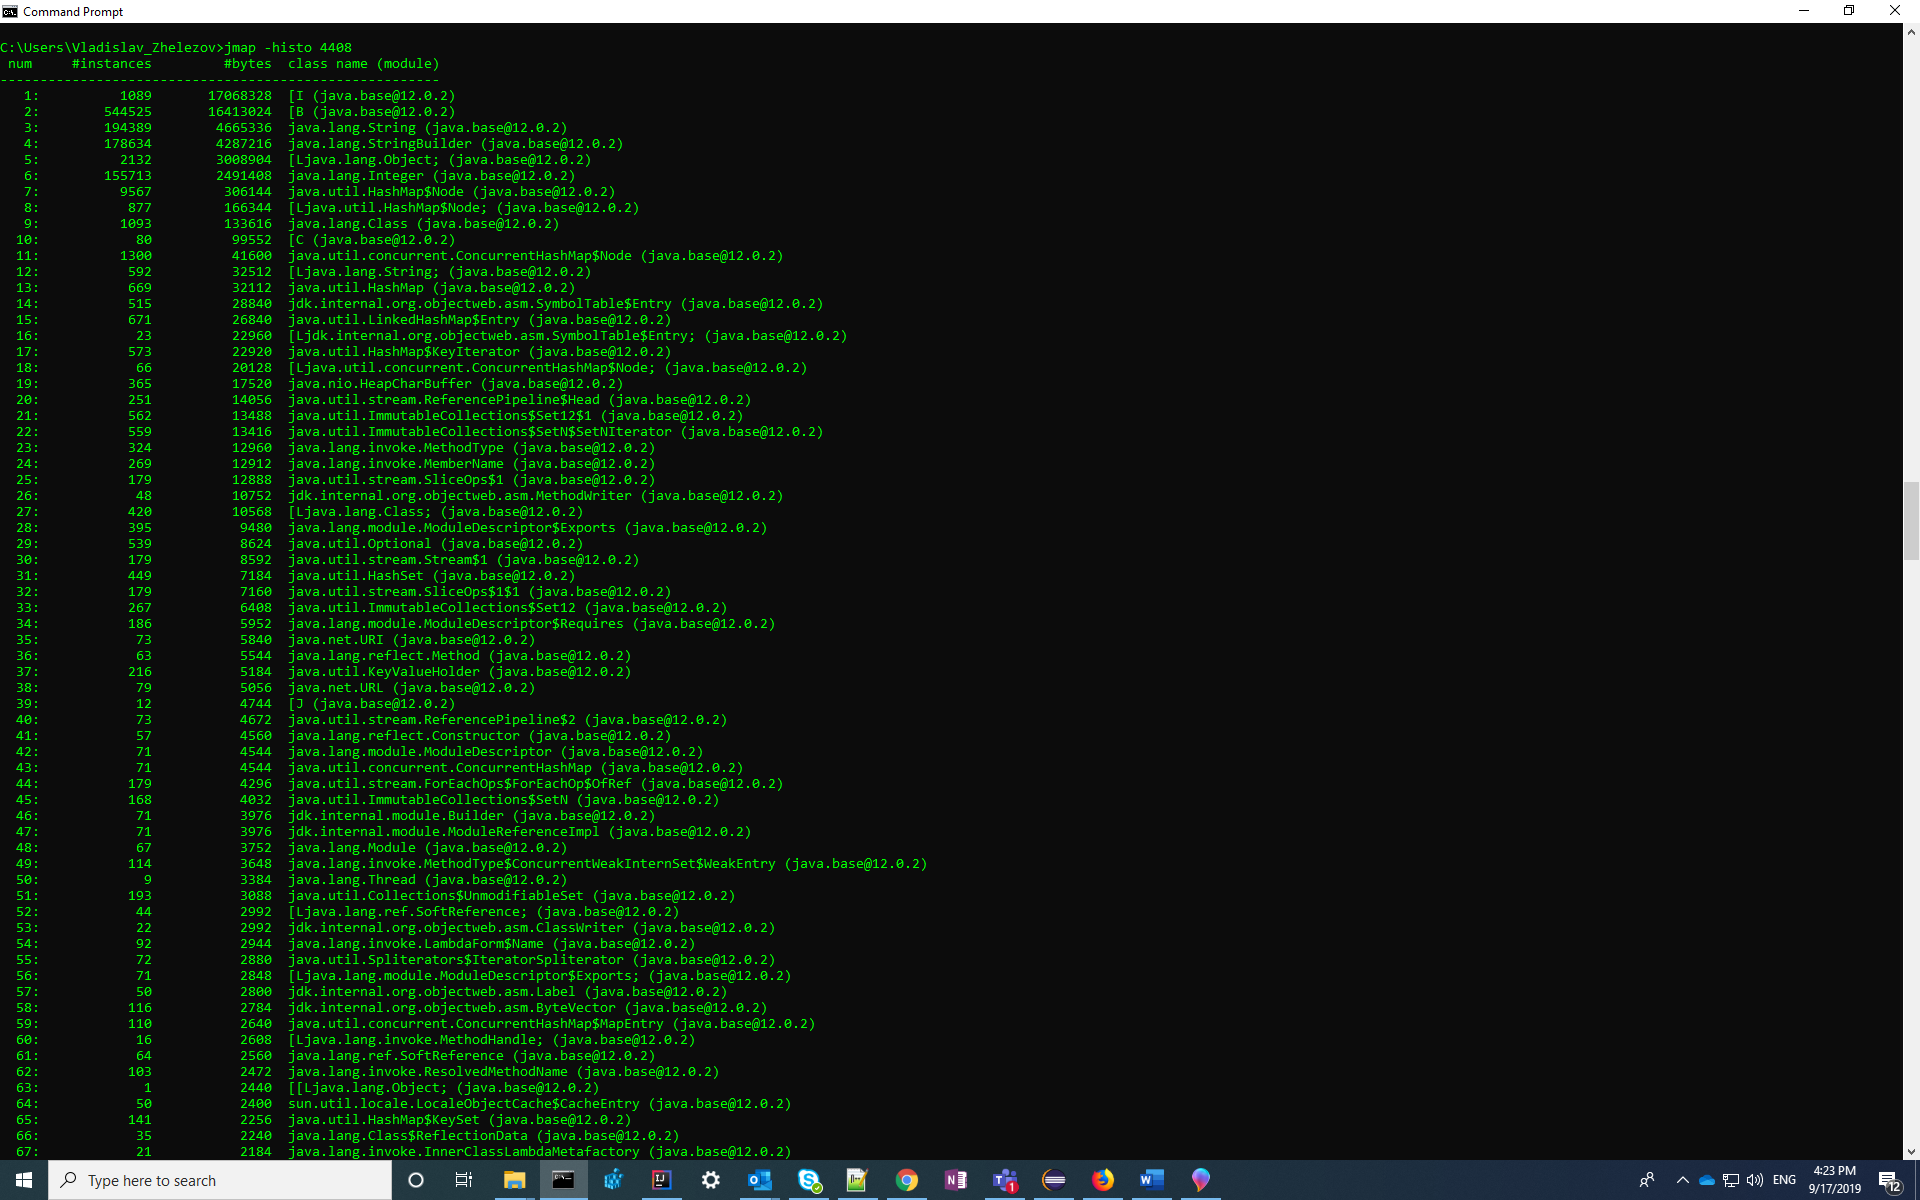 Command Prompt
C:\Users\Vladislav_Zhelezov>jmap -histo 4408
 num     #instances         #bytes  class name (module)
-------------------------------------------------------
   1:          1089       17068328  [I (java.base@12.0.2)
   2:        544525       16413024  [B (java.base@12.0.2)
   3:        194389        4665336  java.lang.String (java.base@12.0.2)
   4:        178634        4287216  java.lang.StringBuilder (java.base@12.0.2)
   5:          2132        3008904  [Ljava.lang.Object; (java.base@12.0.2)
   6:        155713        2491408  java.lang.Integer (java.base@12.0.2)
   7:          9567         306144  java.util.HashMap$Node (java.base@12.0.2)
   8:           877         166344  [Ljava.util.HashMap$Node; (java.base@12.0.2)
   9:          1093         133616  java.lang.Class (java.base@12.0.2)
  10:            80          99552  [C (java.base@12.0.2)
  11:          1300          41600  java.util.concurrent.ConcurrentHashMap$Node (java.base@12.0.2)
  12:           592          32512  [Ljava.lang.String; (java.base@12.0.2)
  13:           669          32112  java.util.HashMap (java.base@12.0.2)
  14:           515          28840  jdk.internal.org.objectweb.asm.SymbolTable$Entry (java.base@12.0.2)
  15:           671          26840  java.util.LinkedHashMap$Entry (java.base@12.0.2)
  16:            23          22960  [Ljdk.internal.org.objectweb.asm.SymbolTable$Entry; (java.base@12.0.2)
  17:           573          22920  java.util.HashMap$KeyIterator (java.base@12.0.2)
  18:            66          20128  [Ljava.util.concurrent.ConcurrentHashMap$Node; (java.base@12.0.2)
  19:           365          17520  java.nio.HeapCharBuffer (java.base@12.0.2)
  20:           251          14056  java.util.stream.ReferencePipeline$Head (java.base@12.0.2)
  21:           562          13488  java.util.ImmutableCollections$Set12$1 (java.base@12.0.2)
  22:           559          13416  java.util.ImmutableCollections$SetN$SetNIterator (java.base@12.0.2)
  23:           324          12960  java.lang.invoke.MethodType (java.base@12.0.2)
  24:           269          12912  java.lang.invoke.MemberName (java.base@12.0.2)
  25:           179          12888  java.util.stream.SliceOps$1 (java.base@12.0.2)
  26:            48          10752  jdk.internal.org.objectweb.asm.MethodWriter (java.base@12.0.2)
  27:           420          10568  [Ljava.lang.Class; (java.base@12.0.2)
  28:           395           9480  java.lang.module.ModuleDescriptor$Exports (java.base@12.0.2)
  29:           539           8624  java.util.Optional (java.base@12.0.2)
  30:           179           8592  java.util.stream.Stream$1 (java.base@12.0.2)
  31:           449           7184  java.util.HashSet (java.base@12.0.2)
  32:           179           7160  java.util.stream.SliceOps$1$1 (java.base@12.0.2)
  33:           267           6408  java.util.ImmutableCollections$Set12 (java.base@12.0.2)
  34:           186           5952  java.lang.module.ModuleDescriptor$Requires (java.base@12.0.2)
  35:            73           5840  java.net.URI (java.base@12.0.2)
  36:            63           5544  java.lang.reflect.Method (java.base@12.0.2)
  37:           216           5184  java.util.KeyValueHolder (java.base@12.0.2)
  38:            79           5056  java.net.URL (java.base@12.0.2)
  39:            12           4744  [J (java.base@12.0.2)
  40:            73           4672  java.util.stream.ReferencePipeline$2 (java.base@12.0.2)
  41:            57           4560  java.lang.reflect.Constructor (java.base@12.0.2)
  42:            71           4544  java.lang.module.ModuleDescriptor (java.base@12.0.2)
  43:            71           4544  java.util.concurrent.ConcurrentHashMap (java.base@12.0.2)
  44:           179           4296  java.util.stream.ForEachOps$ForEachOp$OfRef (java.base@12.0.2)
  45:           168           4032  java.util.ImmutableCollections$SetN (java.base@12.0.2)
  46:            71           3976  jdk.internal.module.Builder (java.base@12.0.2)
  47:            71           3976  jdk.internal.module.ModuleReferenceImpl (java.base@12.0.2)
  48:            67           3752  java.lang.Module (java.base@12.0.2)
  49:           114           3648  java.lang.invoke.MethodType$ConcurrentWeakInternSet$WeakEntry (java.base@12.0.2)
  50:             9           3384  java.lang.Thread (java.base@12.0.2)
  51:           193           3088  java.util.Collections$UnmodifiableSet (java.base@12.0.2)
  52:            44           2992  [Ljava.lang.ref.SoftReference; (java.base@12.0.2)
  53:            22           2992  jdk.internal.org.objectweb.asm.ClassWriter (java.base@12.0.2)
  54:            92           2944  java.lang.invoke.LambdaForm$Name (java.base@12.0.2)
  55:            72           2880  java.util.Spliterators$IteratorSpliterator (java.base@12.0.2)
  56:            71           2848  [Ljava.lang.module.ModuleDescriptor$Exports; (java.base@12.0.2)
  57:            50           2800  jdk.internal.org.objectweb.asm.Label (java.base@12.0.2)
  58:           116           2784  jdk.internal.org.objectweb.asm.ByteVector (java.base@12.0.2)
  59:           110           2640  java.util.concurrent.ConcurrentHashMap$MapEntry (java.base@12.0.2)
  60:            16           2608  [Ljava.lang.invoke.MethodHandle; (java.base@12.0.2)
  61:            64           2560  java.lang.ref.SoftReference (java.base@12.0.2)
  62:           103           2472  java.lang.invoke.ResolvedMethodName (java.base@12.0.2)
  63:             1           2440  [[Ljava.lang.Object; (java.base@12.0.2)
  64:            50           2400  sun.util.locale.LocaleObjectCache$CacheEntry (java.base@12.0.2)
  65:           141           2256  java.util.HashMap$KeySet (java.base@12.0.2)
  66:            35           2240  java.lang.Class$ReflectionData (java.base@12.0.2)
  67:            21           2184  java.lang.invoke.InnerClassLambdaMetafactory (java.base@12.0.2)
Type here to search
ENG
4:23 PM
9/17/2019
12
1